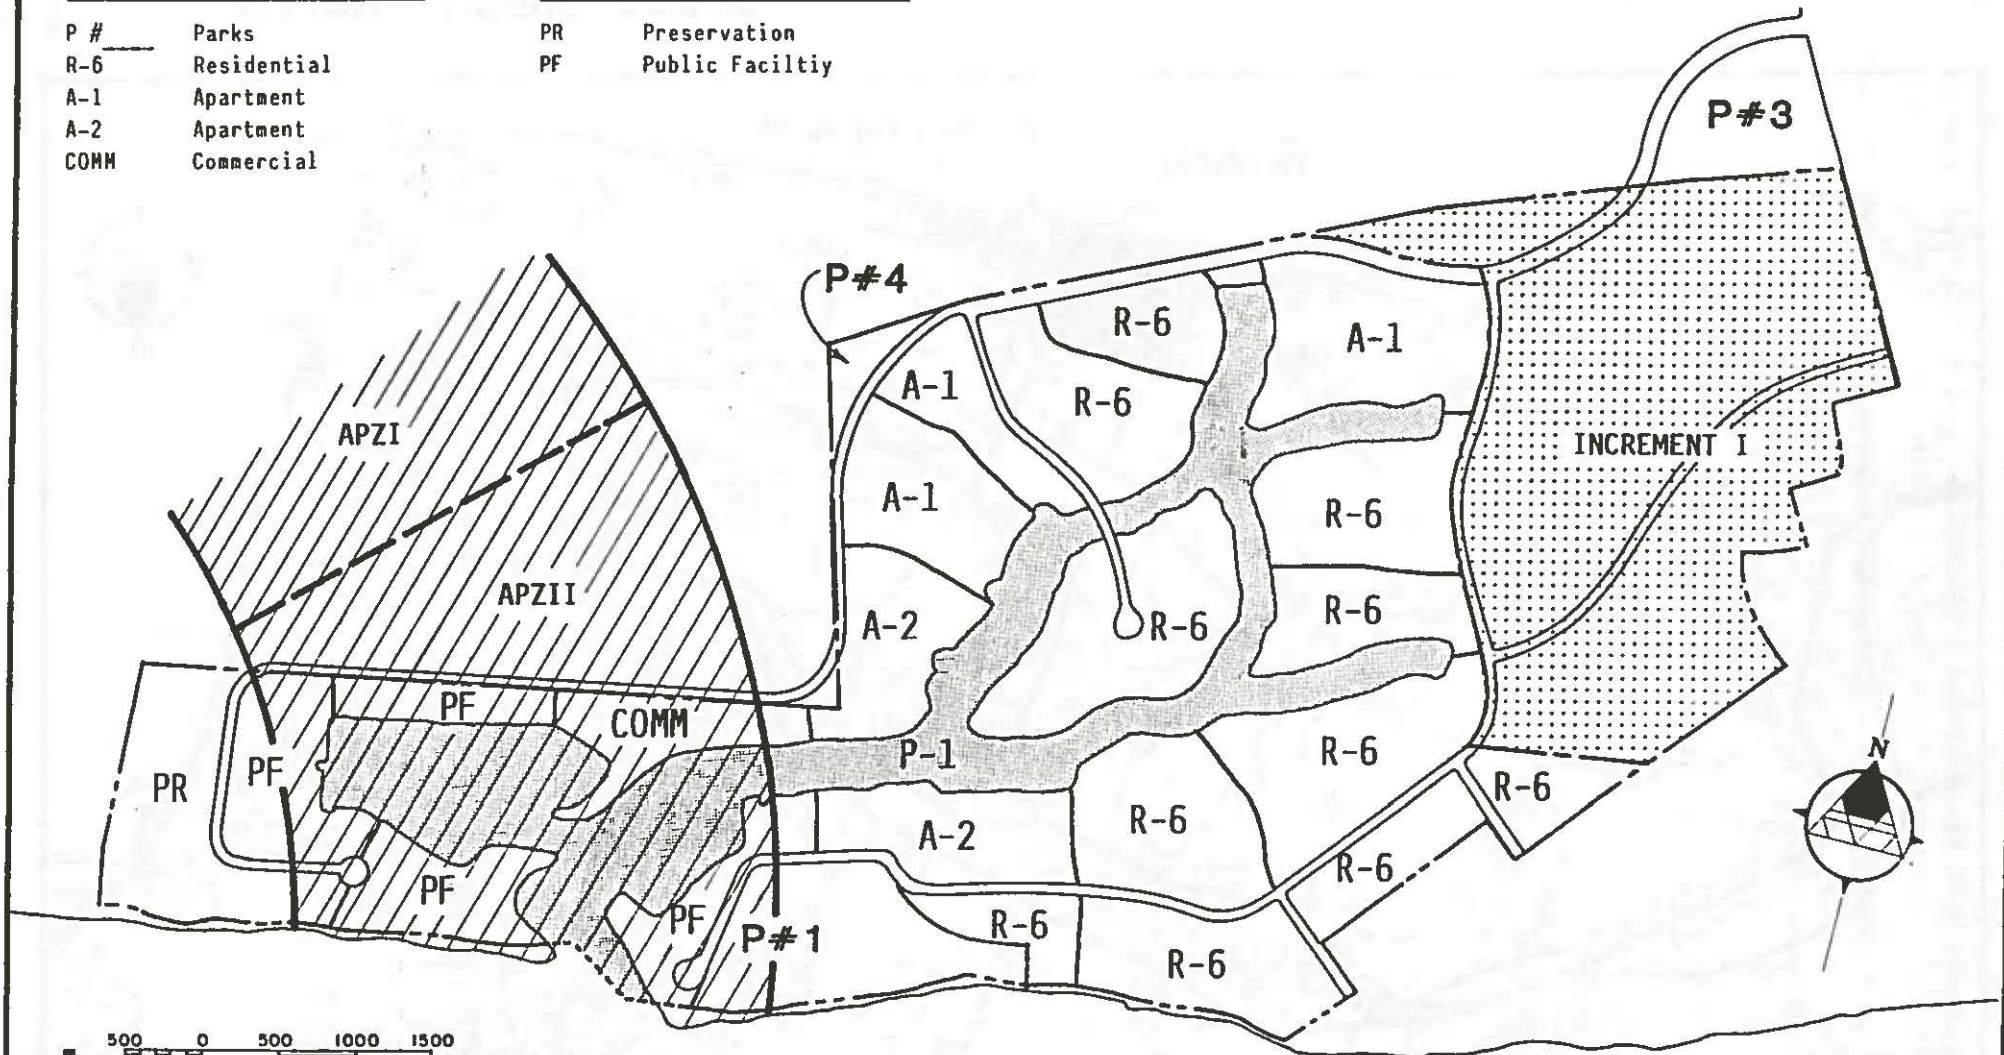 P #____ Parks PR Preservation
R-6 Residential PF Public Faciltiy
A-1 Apartment
A-2 Apartment
COMM Commercial
P#3
P#4
R-6
A-1
A-1
R-6
APZI
INCREMENT I
A-1
R-6
APZII
A-2
R-6
R-6
PF
COMM
P-1
R-6
PF
PR
R-6
A-2
R-6
R-6
PF
PF
R-6
P#1
R-6
N
500 0 500 1000 1500